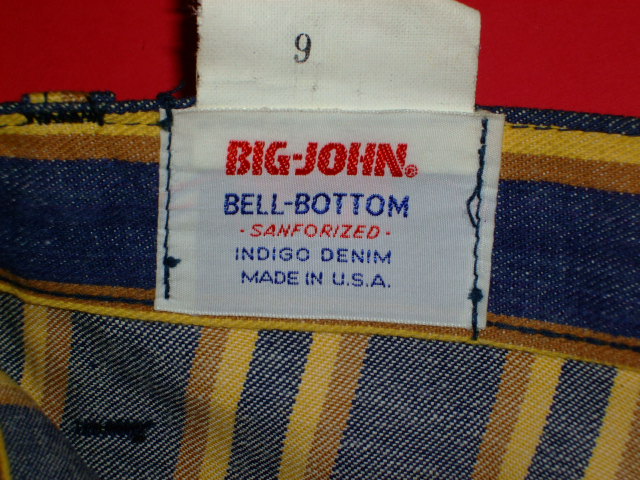 9
BIG-JOHN®
BELL-BOTTOM
- SANFORIZED -
INDIGO DENIM
MADE IN U.S.A.